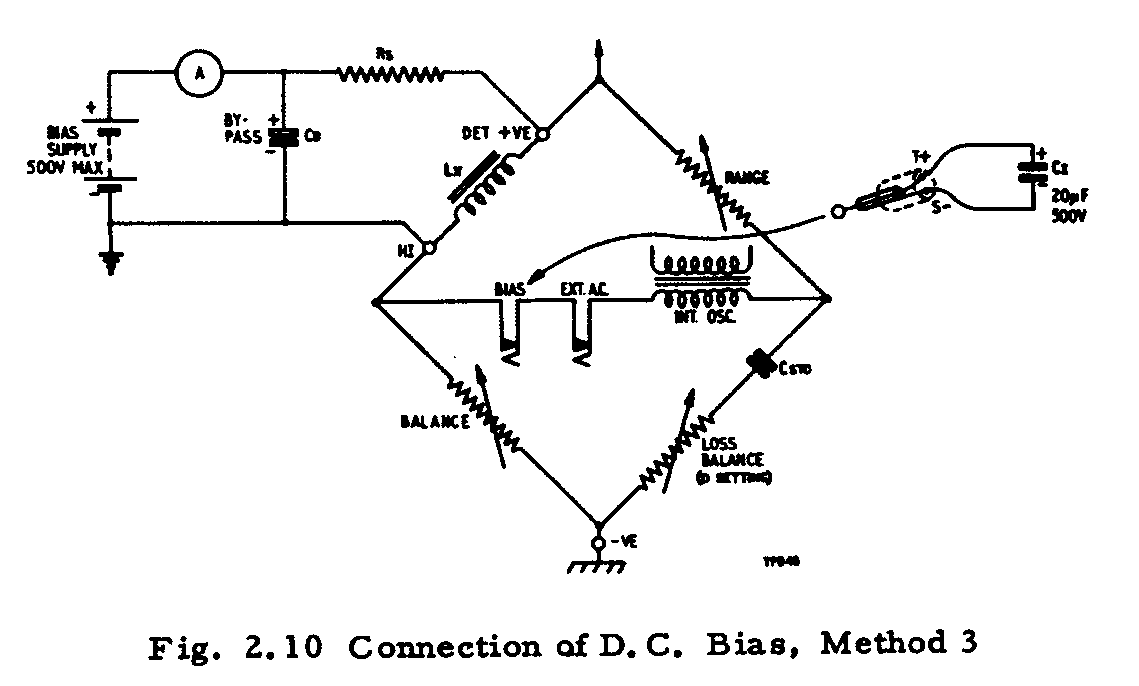 A
Rs
+
BIAS
SUPPLY
500V MAX
-
BY-
PASS
+
-
CB
DET +VE
Lx
HI
RANGE
T+
S-
+
-
20µF
500V
BIAS
EXT. A.C.
INT. OSC.
CSTD
BALANCE
LOSS
BALANCE
(D SETTING)
-VE
Fig. 2.10 Connection of D.C. Bias, Method 3